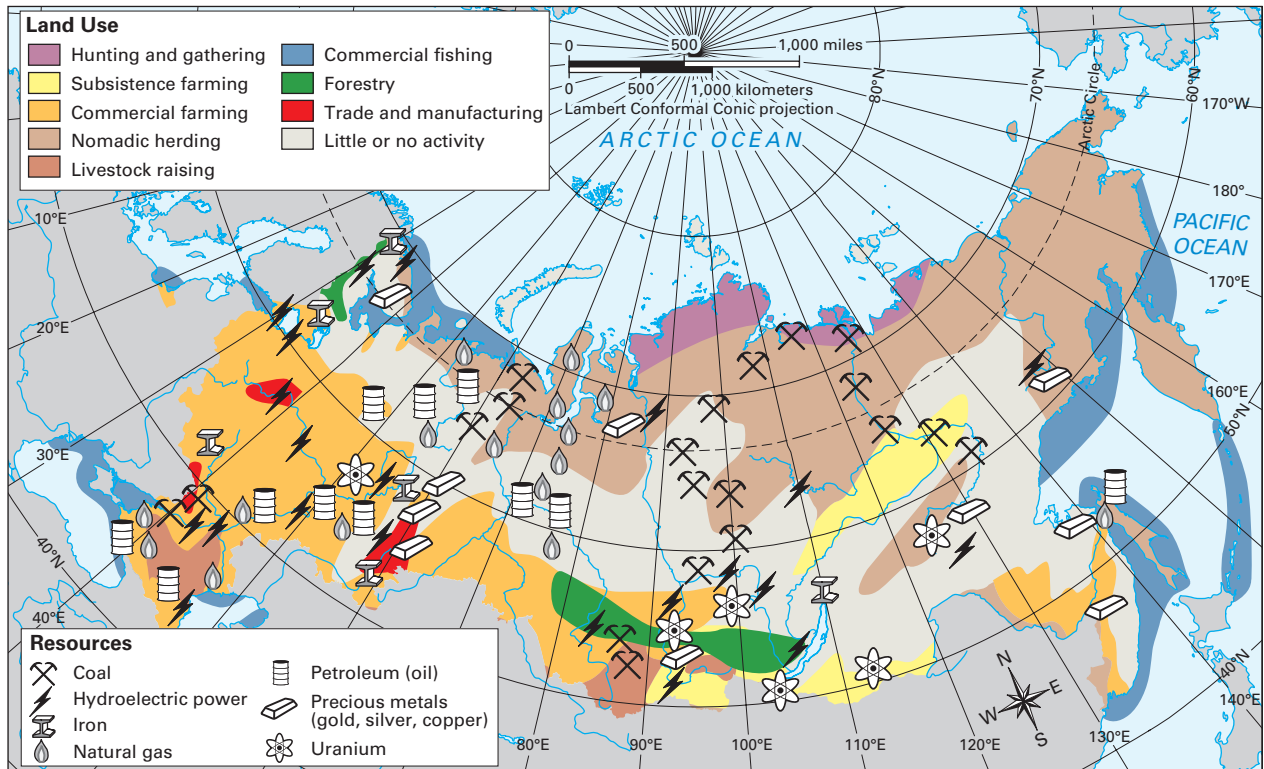 Land Use
Hunting and gathering
Subsistence farming
Commercial farming
Nomadic herding
Livestock raising
Commercial fishing
Forestry
Trade and manufacturing
Little or no activity
0 500 1,000 miles
0 500 1,000 kilometers
Lambert Conformal Conic projection
ARCTIC OCEAN
80°N
70°N
Arctic Circle
60°N
170°W
180°
PACIFIC
OCEAN
170°E
160°E
50°N
10°E
20°E
30°E
40°N
40°E
40°N
140°E
130°E
120°E
110°E
100°E
90°E
80°E
N
E
W
S
Resources
Coal
Hydroelectric power
Iron
Natural gas
Petroleum (oil)
Precious metals
(gold, silver, copper)
Uranium